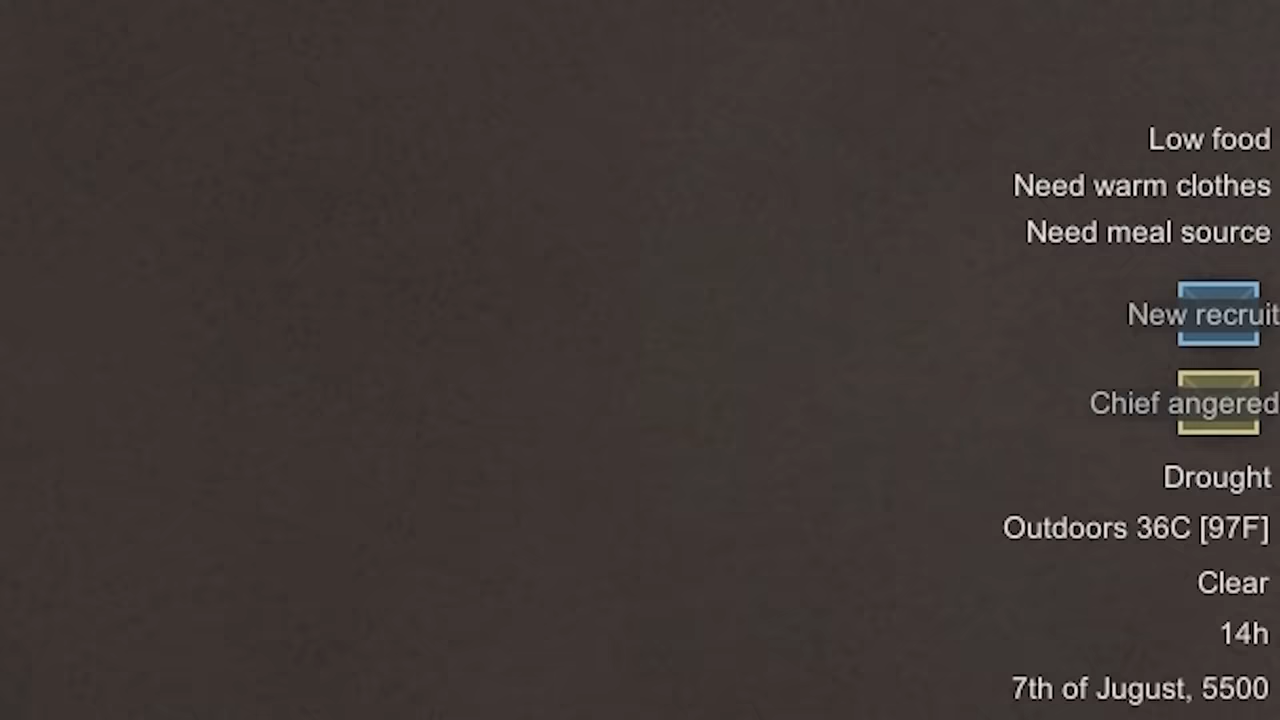 Low food
Need warm clothes
Need meal source
New recruit
Chief angered
Drought
Outdoors 36C [97F]
Clear
14h
7th of Jugust, 5500